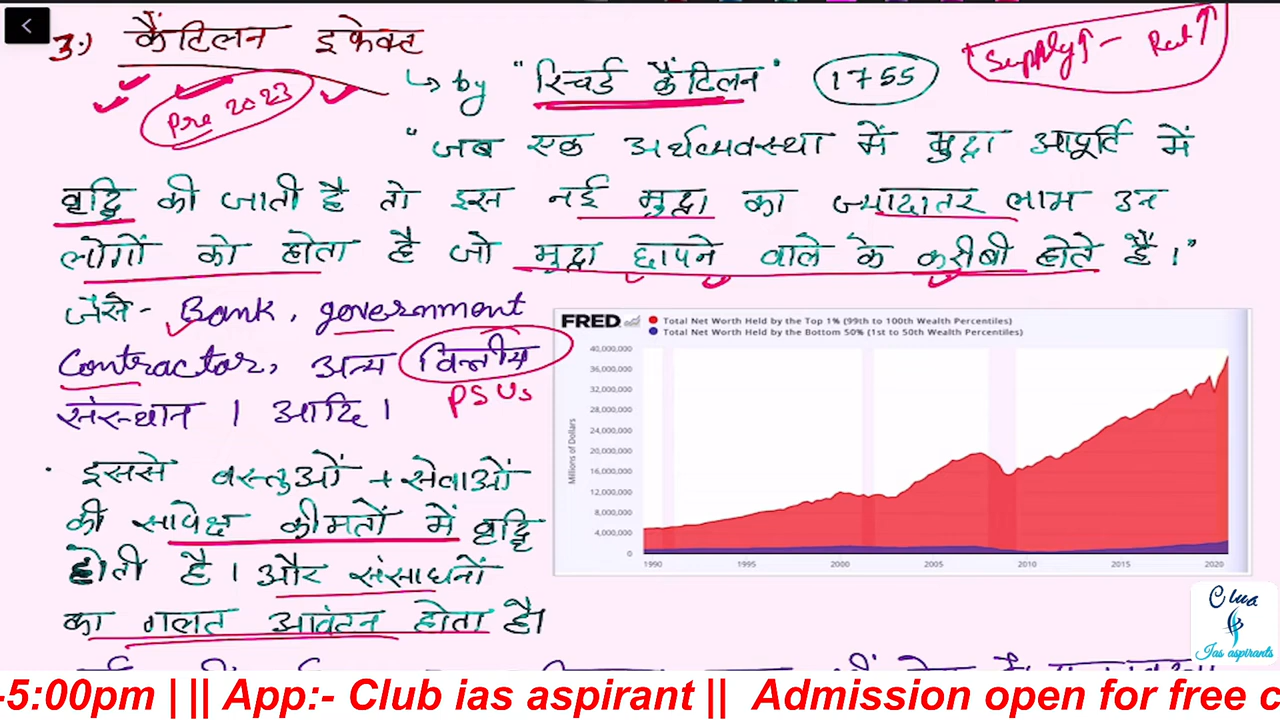 3.) कैंटिलन इफेक्ट
Pre 2023
↳ by "रिचर्ड कैंटिलन" 1755
Supply↑ - Rate↑
"जब एक अर्थव्यवस्था में मुद्रा आपूर्ति में
वृद्धि की जाती है तो इस नई मुद्रा का ज्यादातर लाभ उन
लोगों को होता है जो मुद्रा छापने वाले के करीबी होते हैं।"
जैसे- Bank, government
Contractor, अन्य वित्तीय
PSUs
संस्थान । आदि ।
· इससे वस्तुओं + सेवाओं
की सापेक्ष कीमतों में वृद्धि
होती है। और संसाधनों
का गलत आवंटन होता है।
FRED
Total Net Worth Held by the Top 1% (99th to 100th Wealth Percentiles)
Total Net Worth Held by the Bottom 50% (1st to 50th Wealth Percentiles)
Millions of Dollars
40,000,000
36,000,000
32,000,000
28,000,000
24,000,000
20,000,000
16,000,000
12,000,000
8,000,000
4,000,000
0
1990 1995 2000 2005 2010 2015 2020
Club
Ias aspirants
-5:00pm | || App:- Club ias aspirant || Admission open for free c